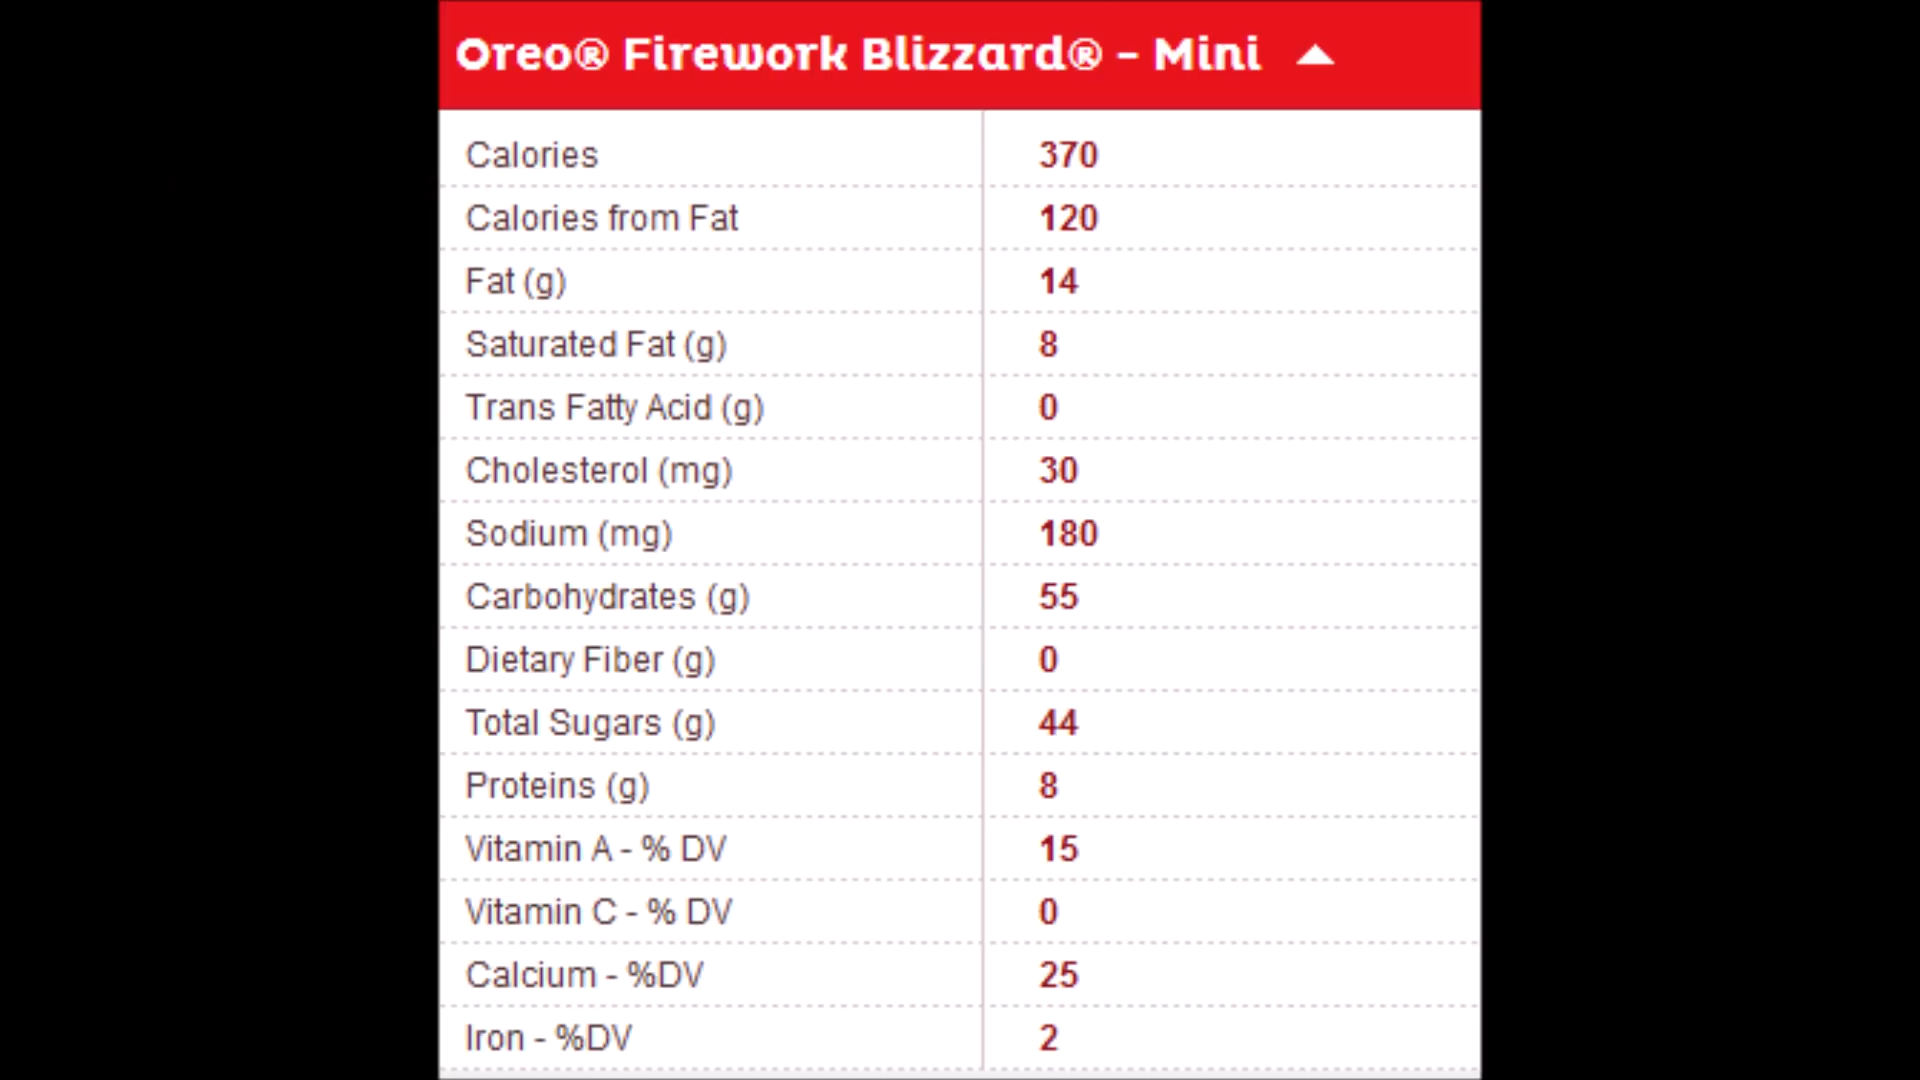 Oreo® Firework Blizzard® - Mini
Calories 370
Calories from Fat 120
Fat (g) 14
Saturated Fat (g) 8
Trans Fatty Acid (g) 0
Cholesterol (mg) 30
Sodium (mg) 180
Carbohydrates (g) 55
Dietary Fiber (g) 0
Total Sugars (g) 44
Proteins (g) 8
Vitamin A - % DV 15
Vitamin C - % DV 0
Calcium - %DV 25
Iron - %DV 2